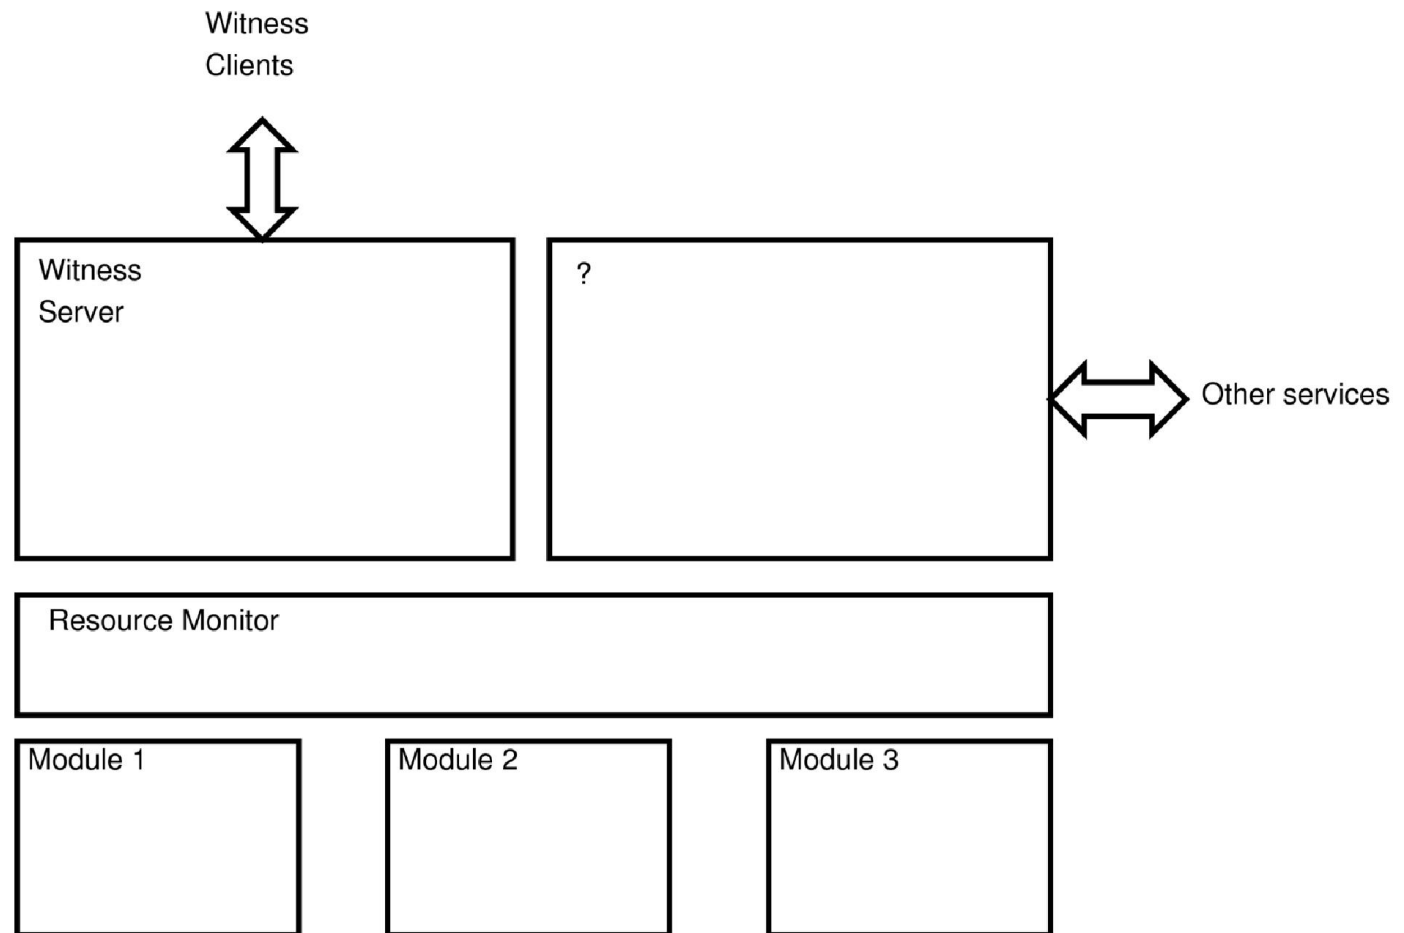 Witness
Clients
Witness
Server
?
Other services
Resource Monitor
Module 1
Module 2
Module 3